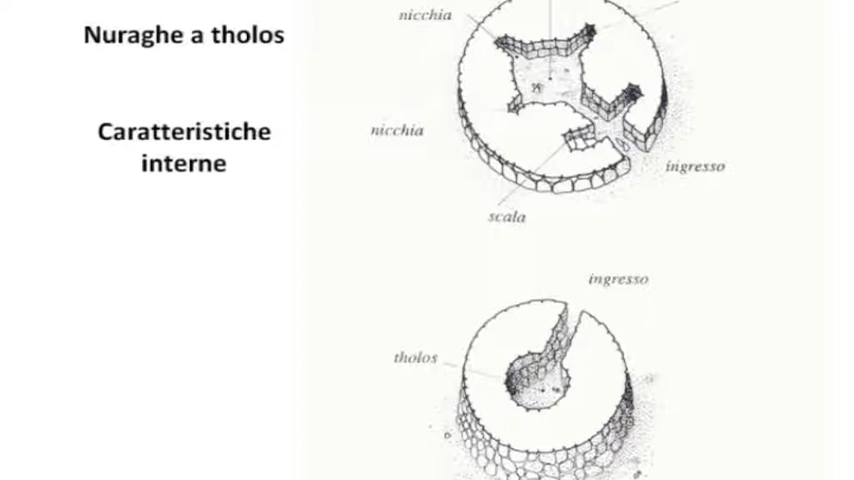 Nuraghe a tholos
Caratteristiche
interne
nicchia
nicchia
ingresso
scala
ingresso
tholos